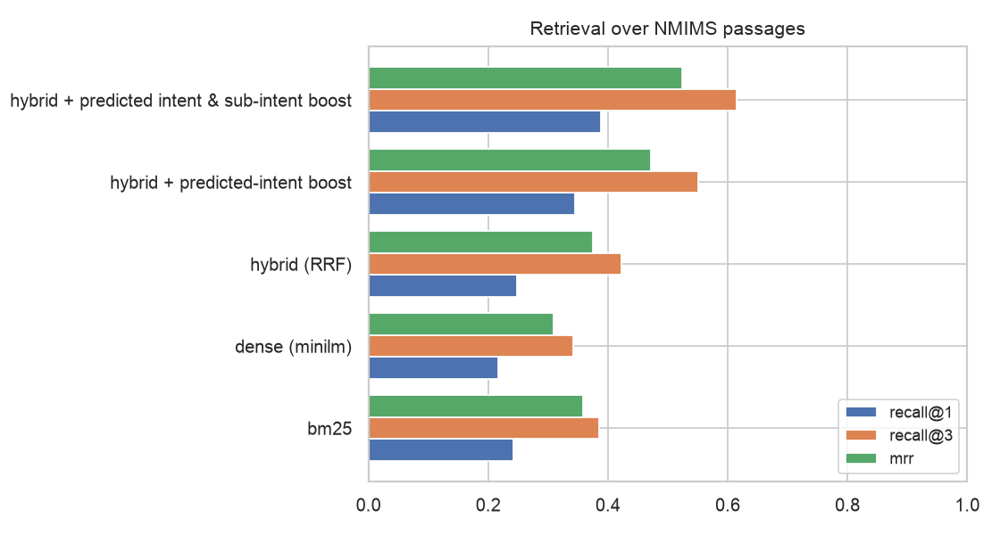 Retrieval over NMIMS passages
hybrid + predicted intent & sub-intent boost
hybrid + predicted-intent boost
hybrid (RRF)
dense (minilm)
bm25
recall@1
recall@3
mrr
0.0 0.2 0.4 0.6 0.8 1.0